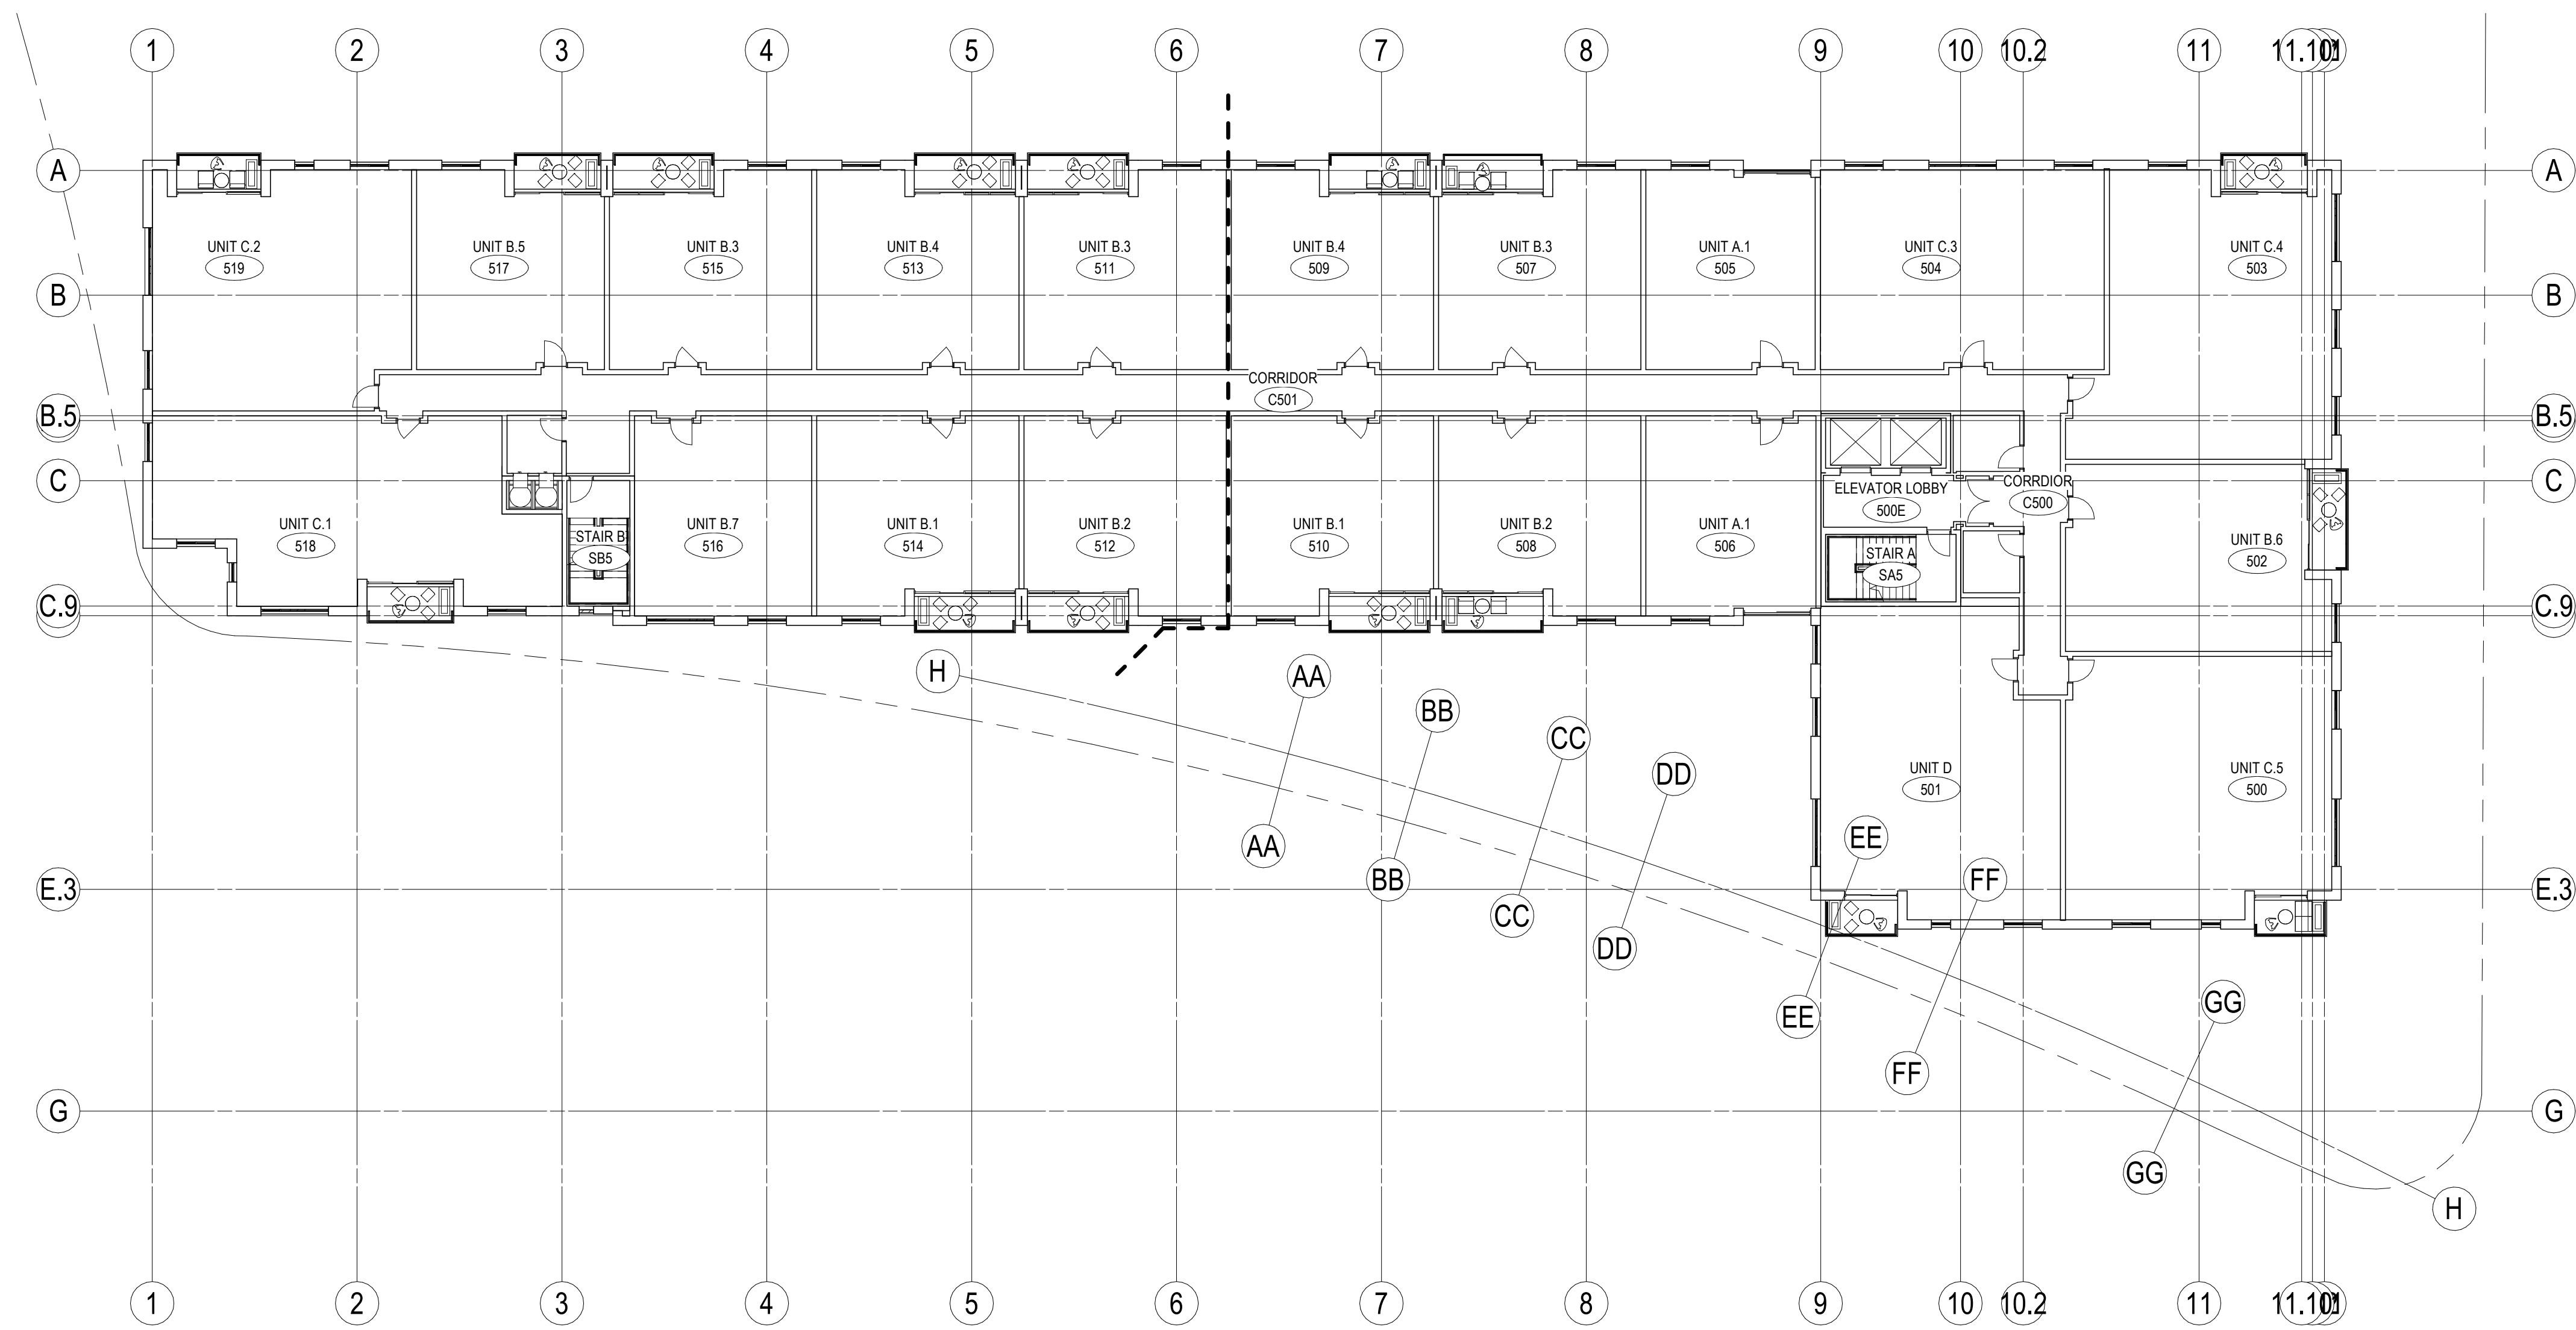 1 2 3 4 5 6 7 8 9 10 10.2 11
A A
UNIT C.2
519
UNIT B.5
517
UNIT B.3
515
UNIT B.4
513
UNIT B.3
511
UNIT B.4
509
UNIT B.3
507
UNIT A.1
505
UNIT C.3
504
UNIT C.4
503
B B
CORRIDOR
C501
B.5 B.5
C C
UNIT C.1
518
STAIR B
SB5
UNIT B.7
516
UNIT B.1
514
UNIT B.2
512
UNIT B.1
510
UNIT B.2
508
UNIT A.1
506
ELEVATOR LOBBY
500E
CORRDIOR
C500
STAIR A
SA5
UNIT B.6
502
C.9 C.9
H
AA
BB
CC
DD
UNIT D
501
UNIT C.5
500
EE
AA
BB
FF
E.3 E.3
CC
DD
GG
EE
FF
G G
GG
H
1 2 3 4 5 6 7 8 9 10 10.2 11